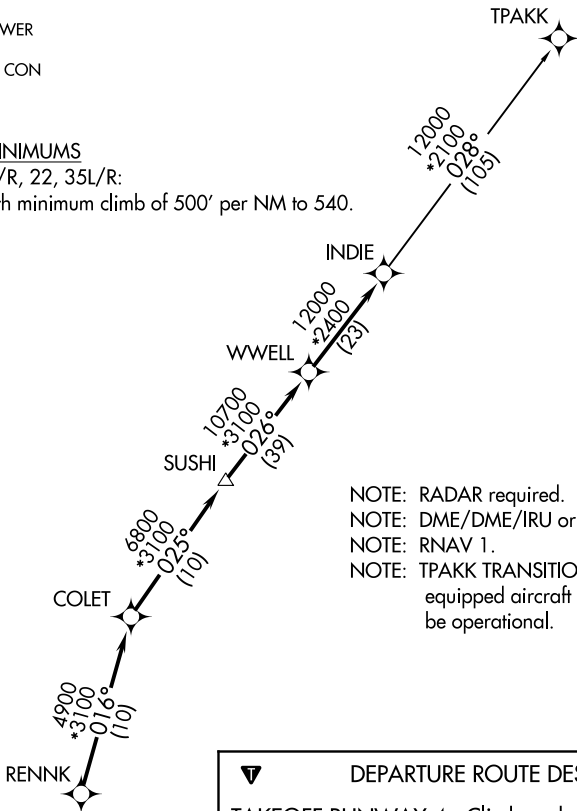 TPAKK
WER
CON
12000
*2100
028°
(105)
INIMUMS
/R, 22, 35L/R:
th minimum climb of 500' per NM to 540.
INDIE
12000
*2400
(23)
WWELL
10700
*3100
026°
(39)
SUSHI
NOTE: RADAR required.
NOTE: DME/DME/IRU or
NOTE: RNAV 1.
NOTE: TPAKK TRANSITIO
equipped aircraft
be operational.
6800
*3100
025°
(10)
COLET
4900
*3100
016°
(10)
RENNK
T
DEPARTURE ROUTE DES